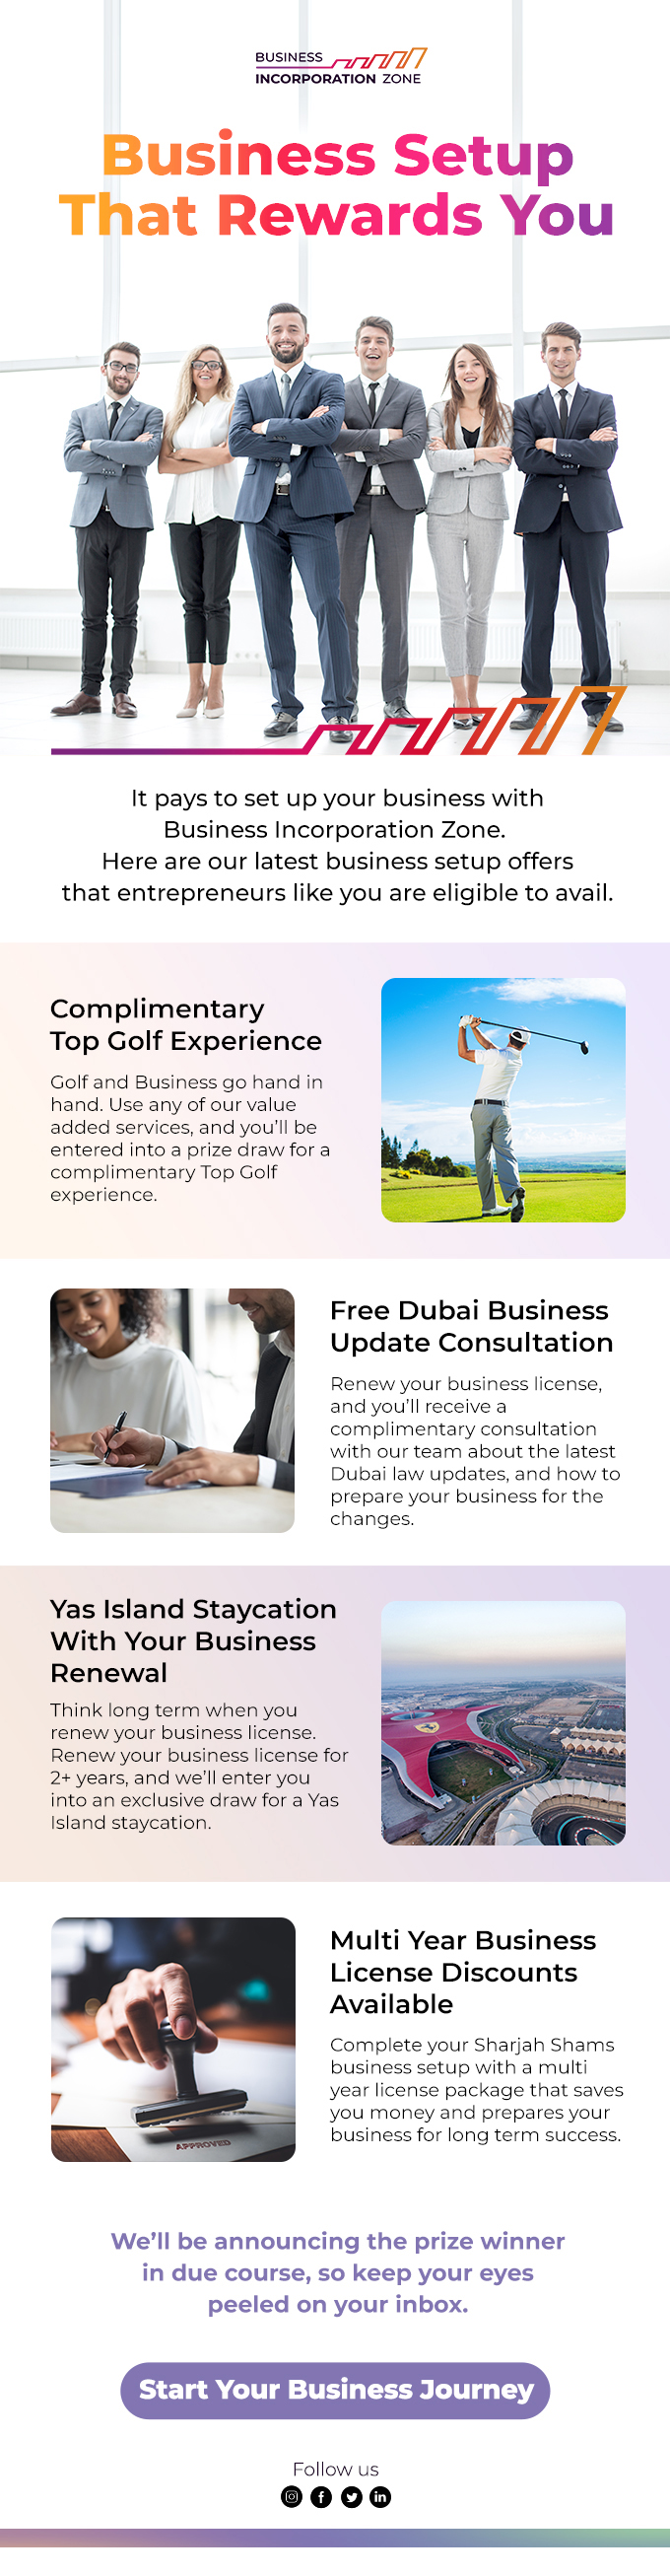 BUSINESS
INCORPORATION ZONE
Business Setup
That Rewards You
It pays to set up your business with
Business Incorporation Zone.
Here are our latest business setup offers
that entrepreneurs like you are eligible to avail.
Complimentary
Top Golf Experience
Golf and Business go hand in
hand. Use any of our value
added services, and you’ll be
entered into a prize draw for a
complimentary Top Golf
experience.
Free Dubai Business
Update Consultation
Renew your business license,
and you’ll receive a
complimentary consultation
with our team about the latest
Dubai law updates, and how to
prepare your business for the
changes.
Yas Island Staycation
With Your Business
Renewal
Think long term when you
renew your business license.
Renew your business license for
2+ years, and we’ll enter you
into an exclusive draw for a Yas
Island staycation.
APPROVED
Multi Year Business
License Discounts
Available
Complete your Sharjah Shams
business setup with a multi
year license package that saves
you money and prepares your
business for long term success.
We’ll be announcing the prize winner
in due course, so keep your eyes
peeled on your inbox.
Start Your Business Journey
Follow us